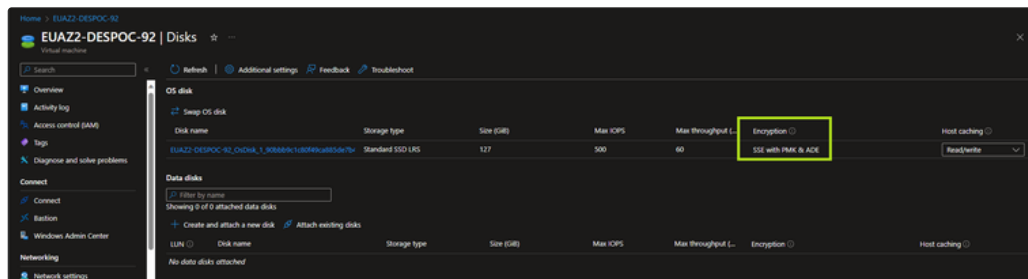 Home > EUAZ2-DESPOC-92
EUAZ2-DESPOC-92 | Disks
Virtual machine
Search
Refresh Additional settings Feedback Troubleshoot
Overview
Activity log
Access control (IAM)
Tags
Diagnose and solve problems
Connect
Connect
Bastion
Windows Admin Center
Networking
Network settings
OS disk
Swap OS disk
Disk name Storage type Size (GiB) Max IOPS Max throughput (... Encryption Host caching
Standard SSD LRS 127 500 60 SSE with PMK & ADE Read/write
Data disks
Filter by name
Showing 0 of 0 attached data disks
Create and attach a new disk Attach existing disks
LUN Disk name Storage type Size (GiB) Max IOPS Max throughput (... Encryption Host caching
No data disks attached